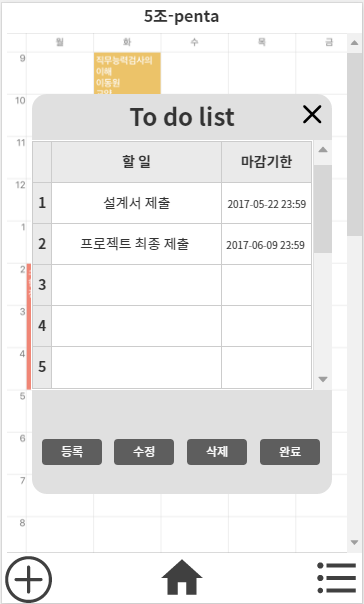 5조-penta
월 화 수 목 금
9
직무능력검사의
이해
이동원
10
To do list
11
할 일 마감기한
12
1 설계서 제출 2017-05-22 23:59
1
2 프로젝트 최종 제출 2017-06-09 23:59
2
3
3
4
4
5
5
6
등록 수정 삭제 완료
7
8